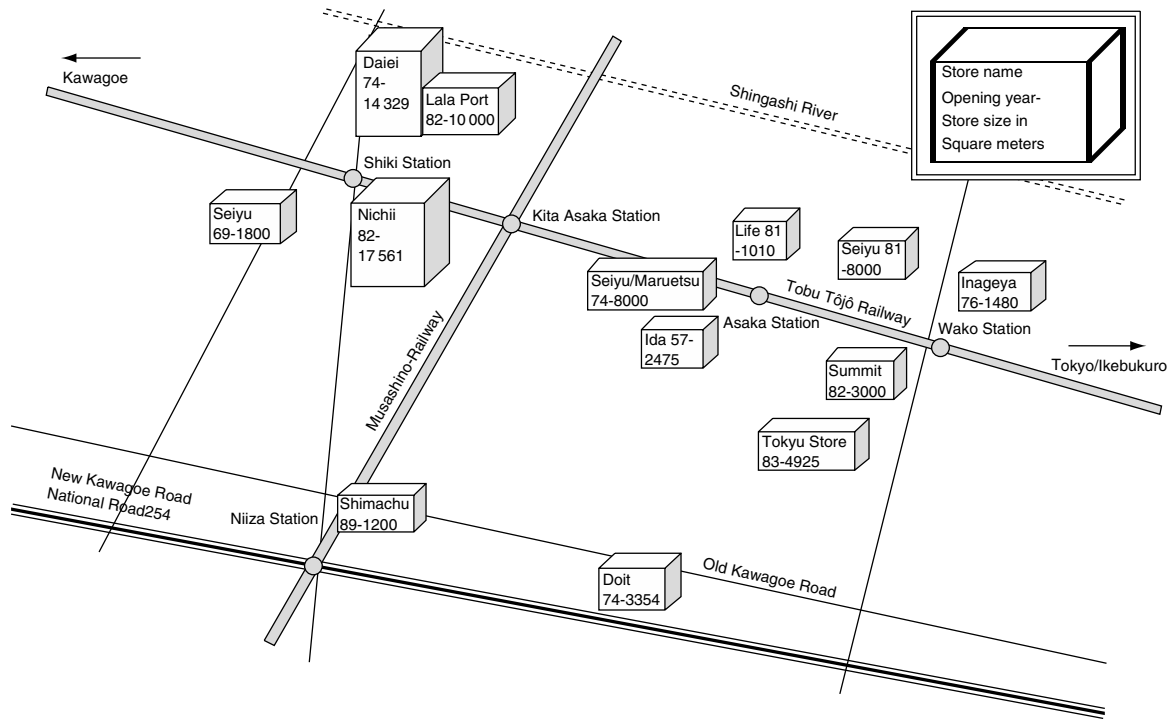 Kawagoe
Daiei
74-
14 329
Lala Port
82-10 000
Shingashi River
Store name
Opening year-
Store size in
Square meters
Shiki Station
Seiyu
69-1800
Nichii
82-
17 561
Kita Asaka Station
Life 81
-1010
Seiyu 81
-8000
Inageya
76-1480
Seiyu/Maruetsu
74-8000
Tobu Tôjô Railway
Asaka Station
Wako Station
Ida 57-
2475
Tokyo/Ikebukuro
Summit
82-3000
Musashino-Railway
Tokyu Store
83-4925
New Kawagoe Road
National Road254
Niiza Station
Shimachu
89-1200
Doit
74-3354
Old Kawagoe Road